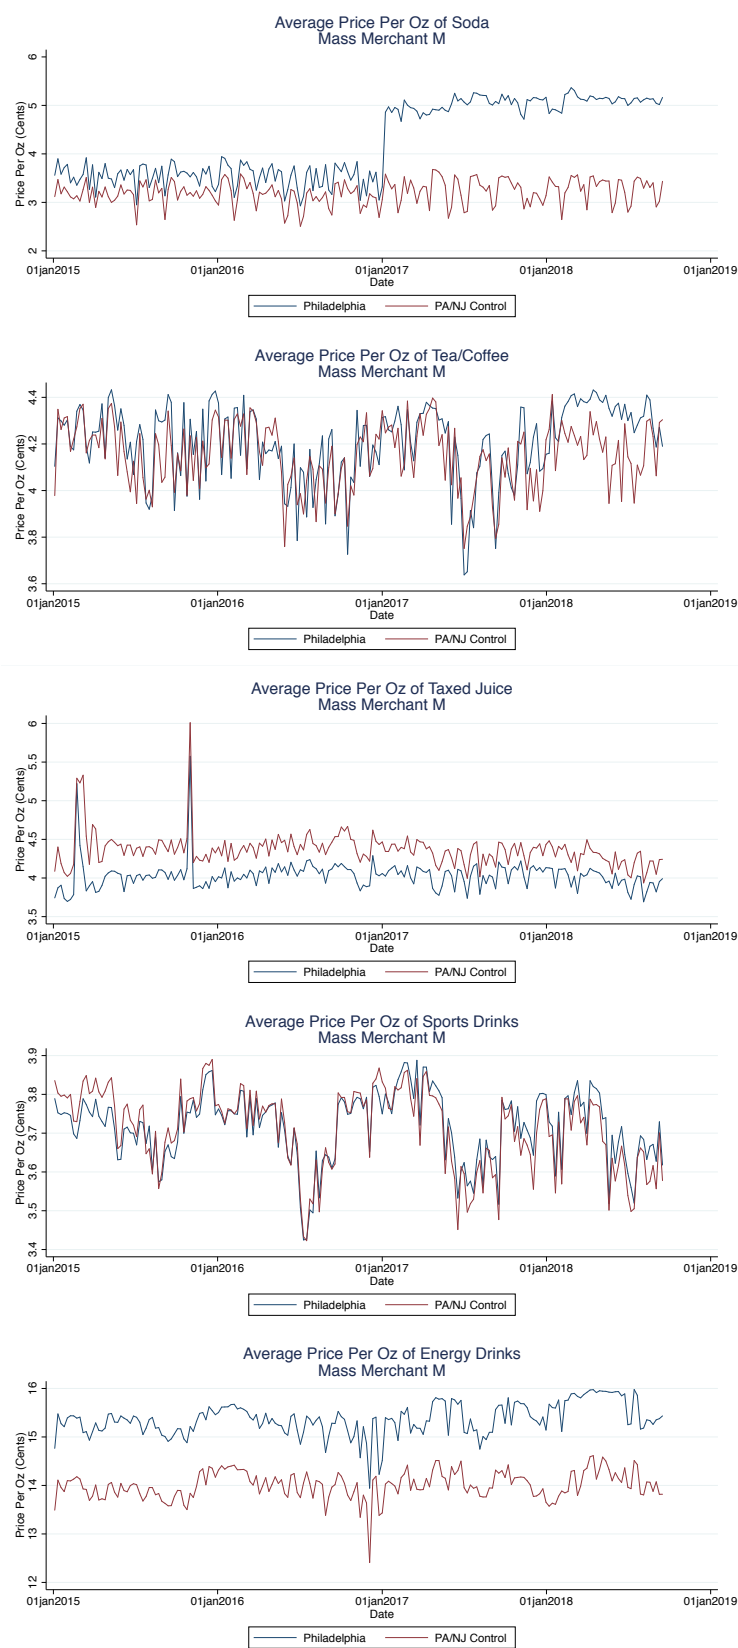 Average Price Per Oz of Soda
Mass Merchant M
Price Per Oz (Cents)
6
5
4
3
2
01jan2015 01jan2016 01jan2017 01jan2018 01jan2019
Date
Philadelphia PA/NJ Control
Average Price Per Oz of Tea/Coffee
Mass Merchant M
Price Per Oz (Cents)
4.4
4.2
4
3.8
3.6
01jan2015 01jan2016 01jan2017 01jan2018 01jan2019
Date
Philadelphia PA/NJ Control
Average Price Per Oz of Taxed Juice
Mass Merchant M
Price Per Oz (Cents)
6
5.5
5
4.5
4
3.5
01jan2015 01jan2016 01jan2017 01jan2018 01jan2019
Date
Philadelphia PA/NJ Control
Average Price Per Oz of Sports Drinks
Mass Merchant M
Price Per Oz (Cents)
3.9
3.8
3.7
3.6
3.5
3.4
01jan2015 01jan2016 01jan2017 01jan2018 01jan2019
Date
Philadelphia PA/NJ Control
Average Price Per Oz of Energy Drinks
Mass Merchant M
Price Per Oz (Cents)
16
15
14
13
12
01jan2015 01jan2016 01jan2017 01jan2018 01jan2019
Date
Philadelphia PA/NJ Control